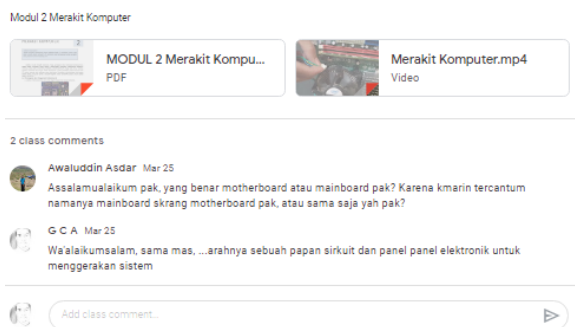 Modul 2 Merakit Komputer
MODUL 2 Merakit Kompu...
PDF
Merakit Komputer.mp4
Video
2 class comments
Awaluddin Asdar Mar 25
Assalamualaikum pak, yang benar motherboard atau mainboard pak? Karena kmarin tercantum
namanya mainboard skrang motherboard pak, atau sama saja yah pak?
G C A Mar 25
Wa'alaikumsalam, sama mas, ...arahnya sebuah papan sirkuit dan panel panel elektronik untuk
menggerakan sistem
Add class comment...